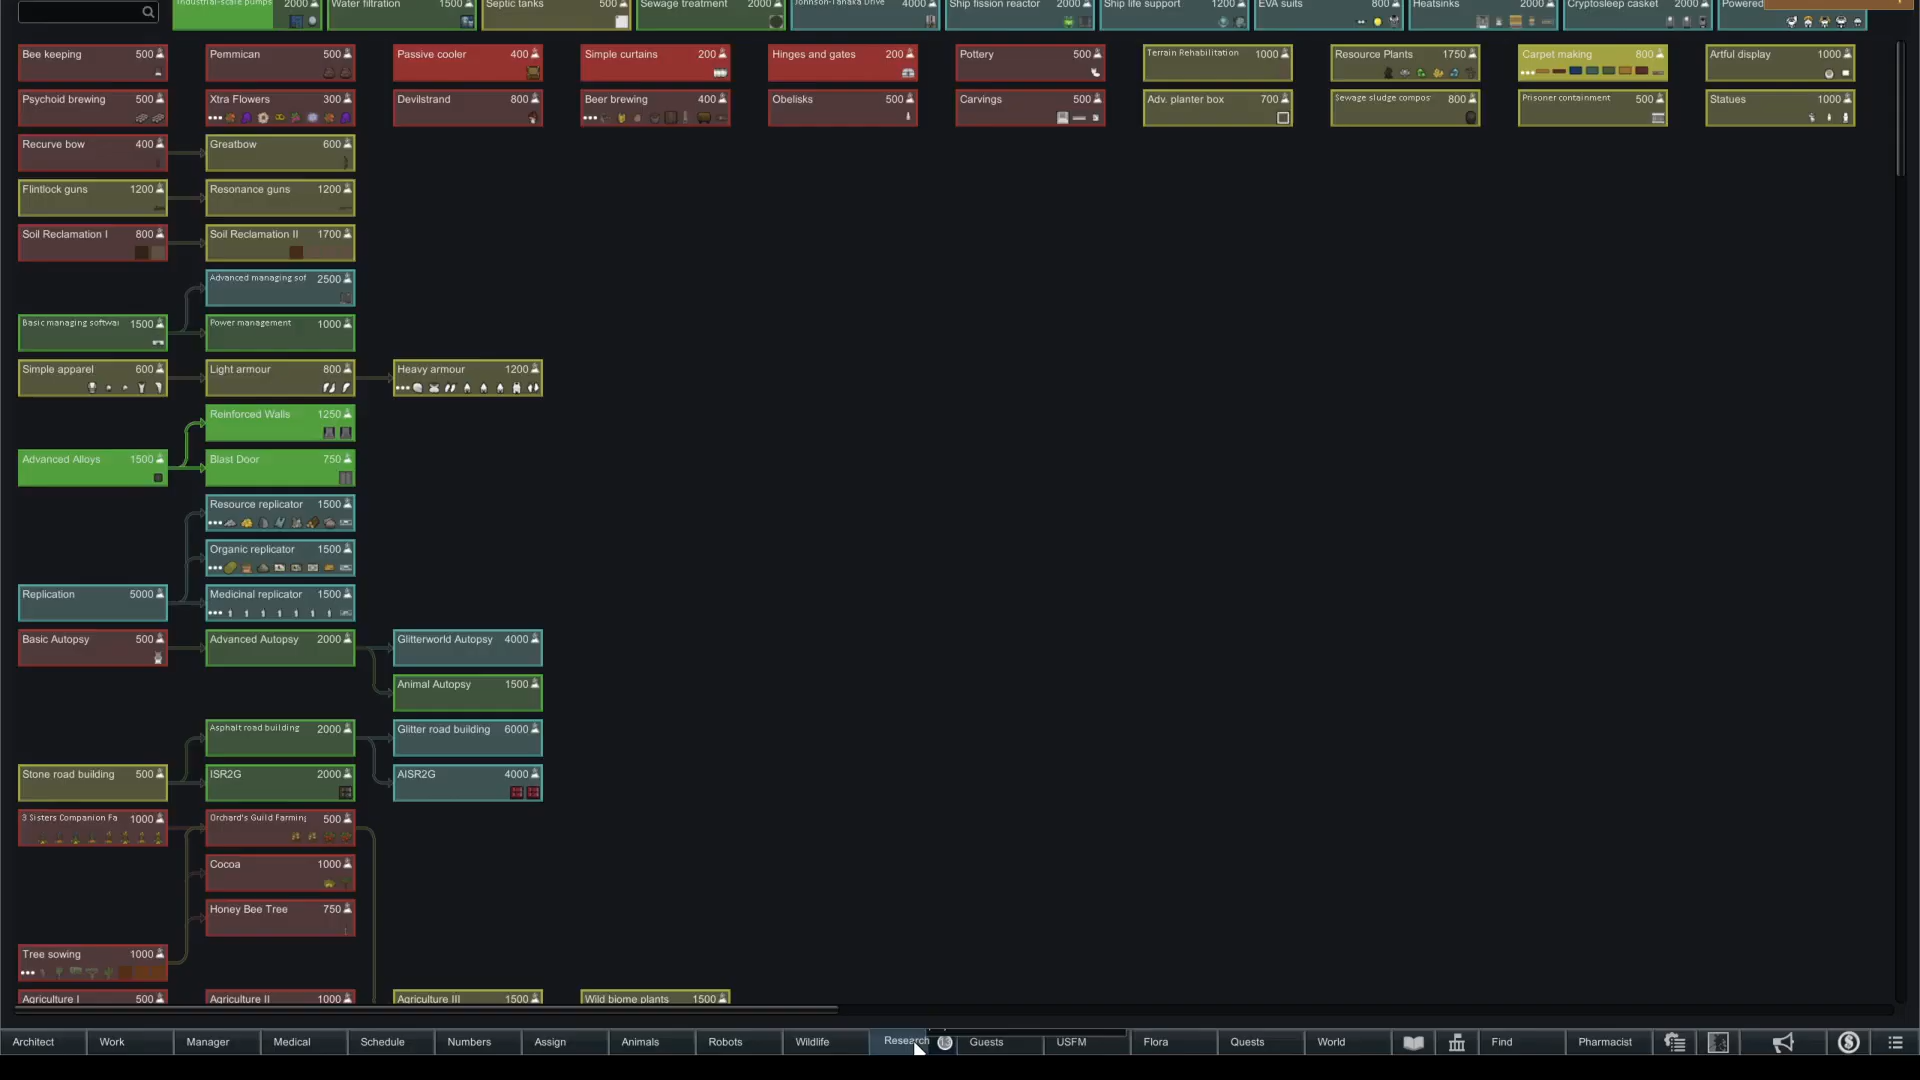 Industrial-scale pumps 2000 Water filtration 1500 Septic tanks 500 Sewage treatment 2000 Johnson-Tanaka Drive 4000 Ship fission reactor 2000 Ship life support 1200 EVA suits 800 Heatsinks 2000 Cryptosleep casket 2000 Powered
Bee keeping 500 Pemmican 500 Passive cooler 400 Simple curtains 200 Hinges and gates 200 Pottery 500 Terrain Rehabilitation 1000 Resource Plants 1750 Carpet making 800 Artful display 1000
Psychoid brewing 500 Xtra Flowers 300 Devilstrand 800 Beer brewing 400 Obelisks 500 Carvings 500 Adv. planter box 700 Sewage sludge compos 800 Prisoner containment 500 Statues 1000
Recurve bow 400 Greatbow 600
Flintlock guns 1200 Resonance guns 1200
Soil Reclamation I 800 Soil Reclamation II 1700
Advanced managing sof 2500
Basic managing softwa 1500 Power management 1000
Simple apparel 600 Light armour 800 Heavy armour 1200
Reinforced Walls 1250
Advanced Alloys 1500 Blast Door 750
Resource replicator 1500
Organic replicator 1500
Replication 5000 Medicinal replicator 1500
Basic Autopsy 500 Advanced Autopsy 2000 Glitterworld Autopsy 4000
Animal Autopsy 1500
Asphalt road building 2000 Glitter road building 6000
Stone road building 500 ISR2G 2000 AISR2G 4000
3 Sisters Companion Fa 1000 Orchard's Guild Farming 500
Cocoa 1000
Honey Bee Tree 750
Tree sowing 1000
Agriculture I 500 Agriculture II 1000 Agriculture III 1500 Wild biome plants 1500
Architect Work Manager Medical Schedule Numbers Assign Animals Robots Wildlife Research 13 Guests USFM Flora Quests World Find Pharmacist